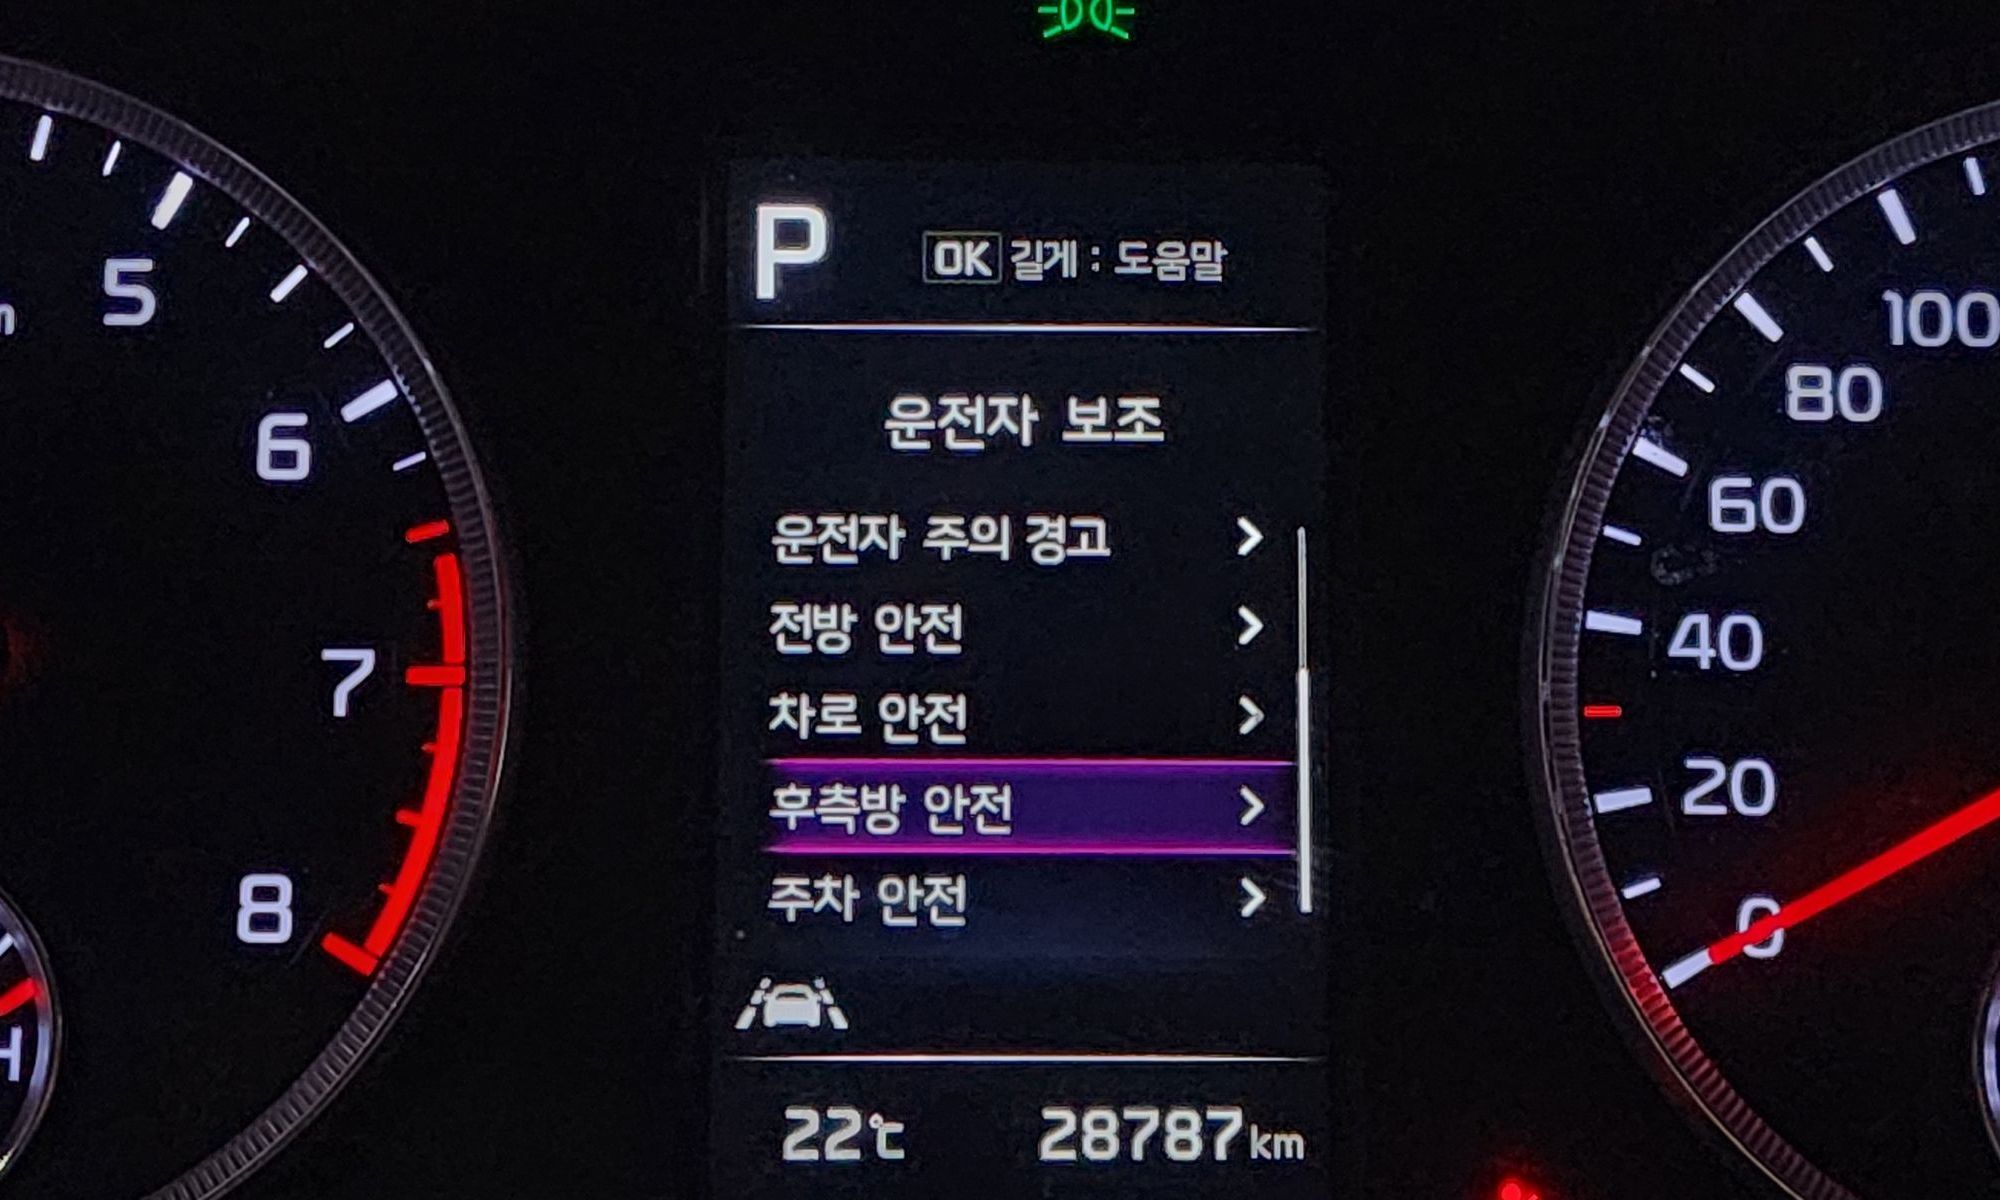 P
OK 길게 : 도움말
운전자 보조
운전자 주의 경고
전방 안전
차로 안전
후측방 안전
주차 안전
22℃ 28787km
5
6
7
8
H
100
80
60
40
20
0